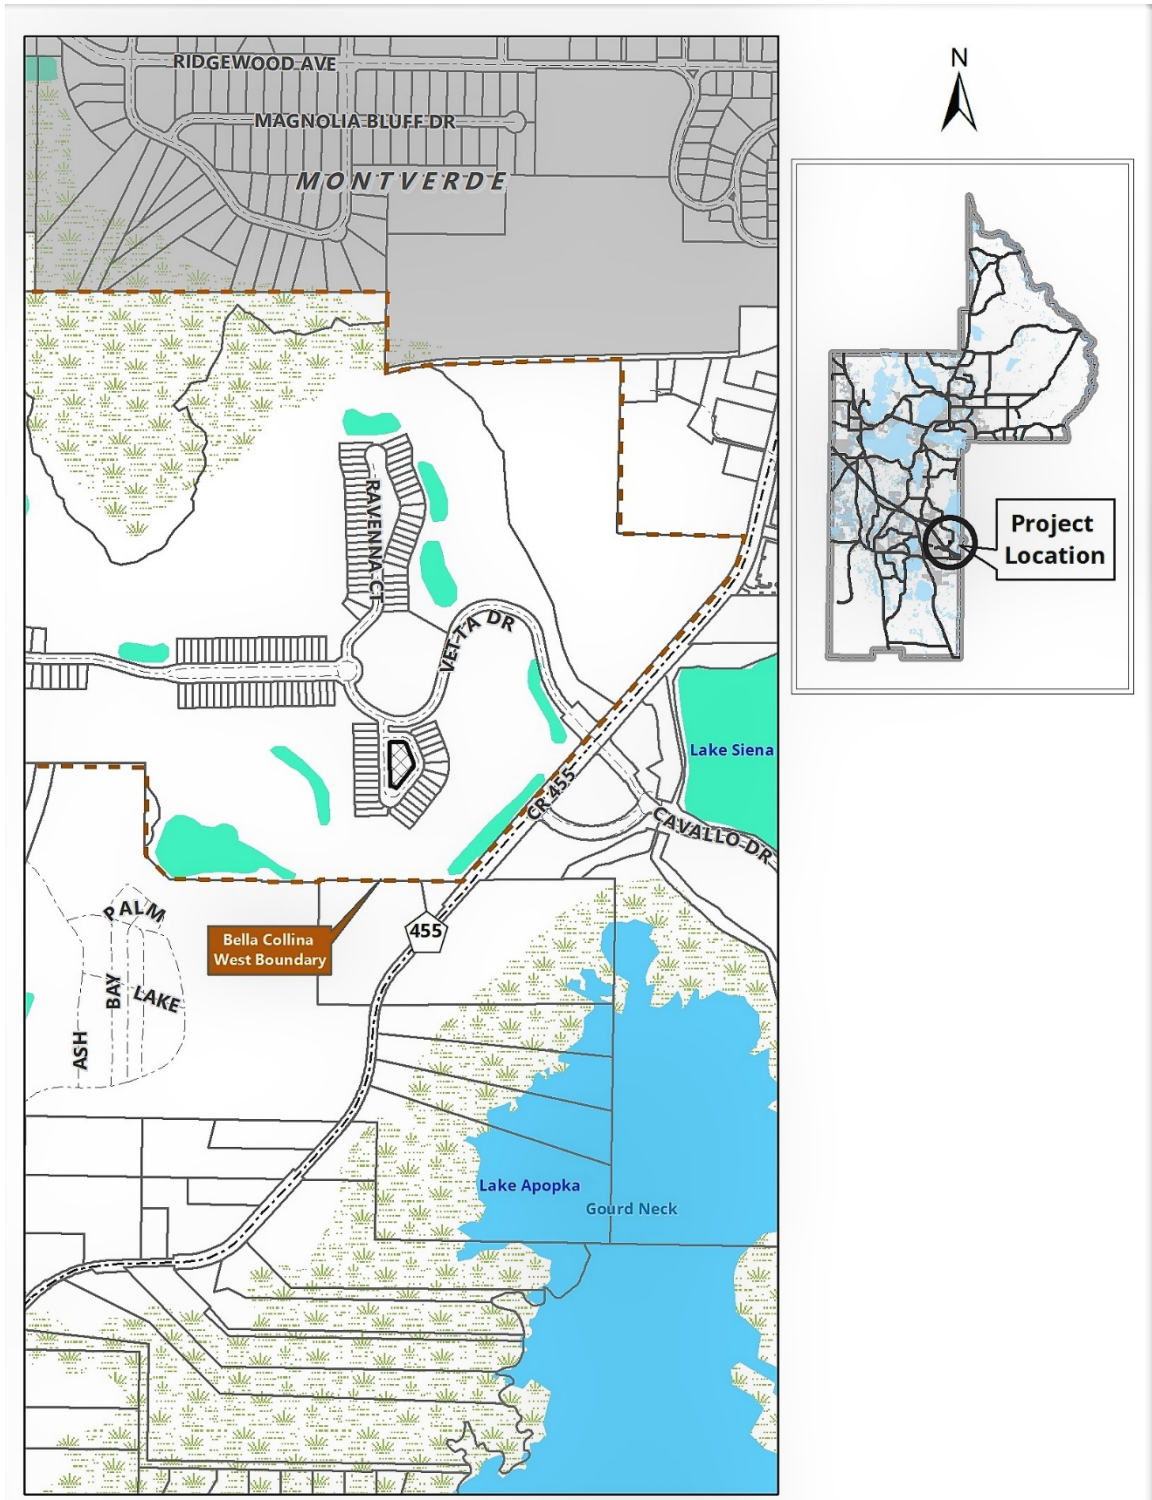 RIDGEWOOD AVE
MAGNOLIA BLUFF DR
MONTVERDE
N
Project
Location
RAVENNA CT
VETTA DR
Lake Siena
CR 455
CAVALLO DR
PALM
455
Bella Collina
West Boundary
BAY
LAKE
ASH
Lake Apopka
Gourd Neck